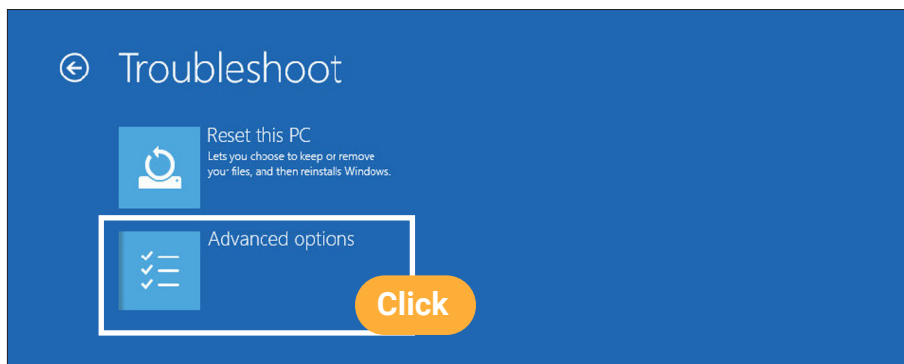 Troubleshoot
Reset this PC
Lets you choose to keep or remove
your files, and then reinstalls Windows.
Advanced options
Click